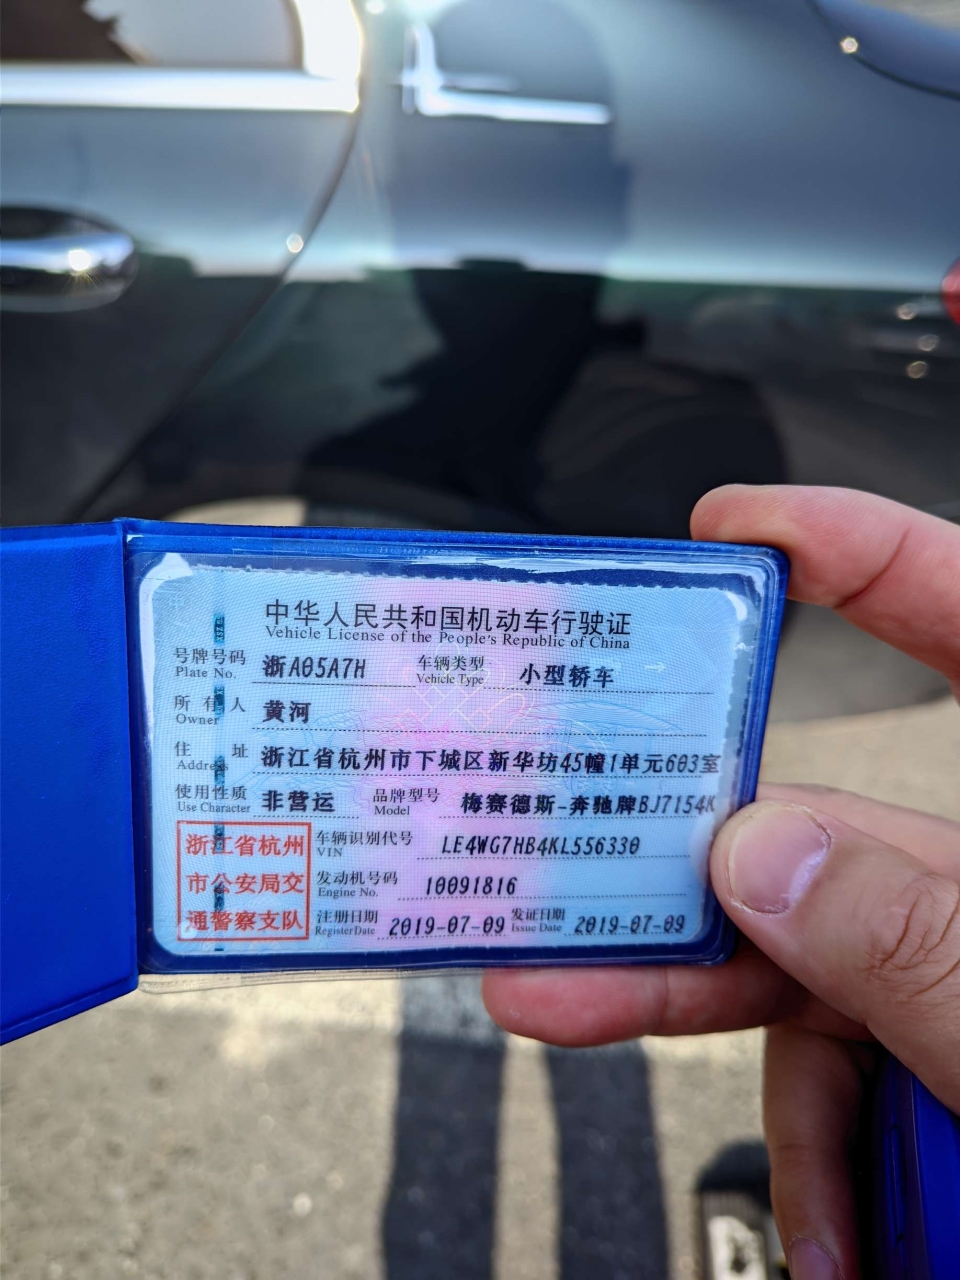 中华人民共和国机动车行驶证
Vehicle License of the People's Republic of China
号牌号码 浙A05A7H 车辆类型 小型轿车
Plate No. Vehicle Type
所有人 黄河
Owner
住址 浙江省杭州市下城区新华坊45幢1单元603室
Address
使用性质 非营运 品牌型号 梅赛德斯-奔驰牌BJ7154K
Use Character Model
浙江省杭州 车辆识别代号 LE4WG7HB4KL556330
VIN
市公安局交 发动机号码 10091816
Engine No.
通警察支队 注册日期 2019-07-09 发证日期 2019-07-09
Register Date Issue Date